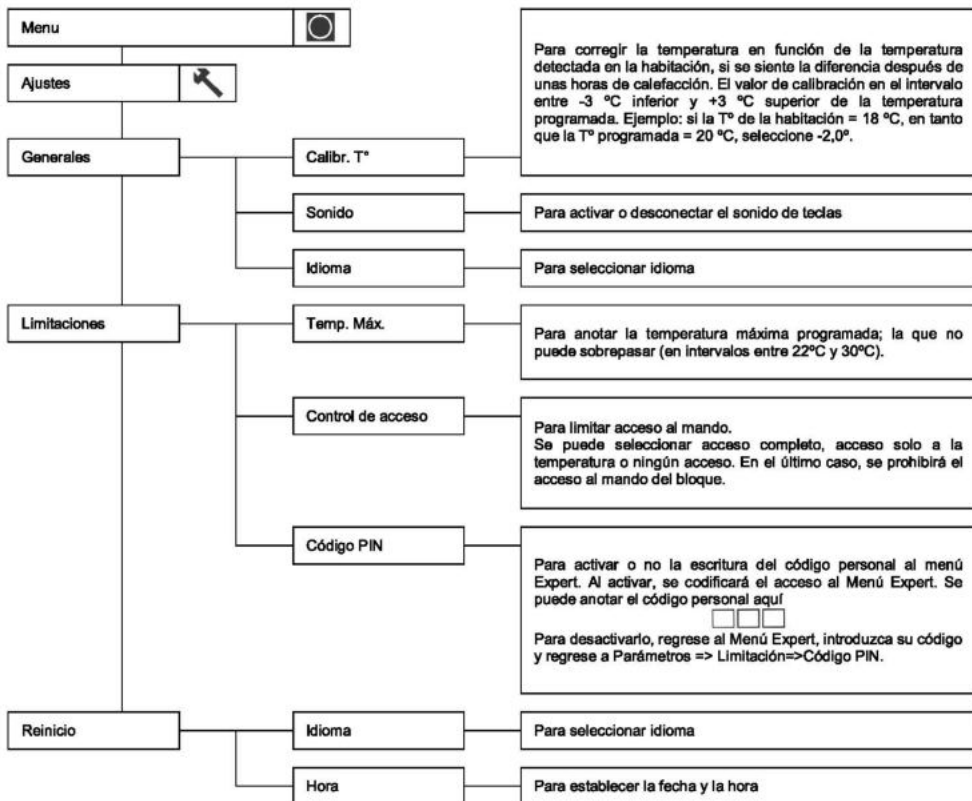 Menu
Ajustes
Generales
Calibr. T°
Para corregir la temperatura en función de la temperatura
detectada en la habitación, si se siente la diferencia después de
unas horas de calefacción. El valor de calibración en el intervalo
entre -3 ºC inferior y +3 ºC superior de la temperatura
programada. Ejemplo: si la Tº de la habitación = 18 ºC, en tanto
que la Tº programada = 20 ºC, seleccione -2,0º.
Sonido
Para activar o desconectar el sonido de teclas
Idioma
Para seleccionar idioma
Limitaciones
Temp. Máx.
Para anotar la temperatura máxima programada; la que no
puede sobrepasar (en intervalos entre 22ºC y 30ºC).
Control de acceso
Para limitar acceso al mando.
Se puede seleccionar acceso completo, acceso solo a la
temperatura o ningún acceso. En el último caso, se prohibirá el
acceso al mando del bloque.
Código PIN
Para activar o no la escritura del código personal al menú
Expert. Al activar, se codificará el acceso al Menú Expert. Se
puede anotar el código personal aquí
Para desactivarlo, regrese al Menú Expert, introduzca su código
y regrese a Parámetros => Limitación=>Código PIN.
Reinicio
Idioma
Para seleccionar idioma
Hora
Para establecer la fecha y la hora